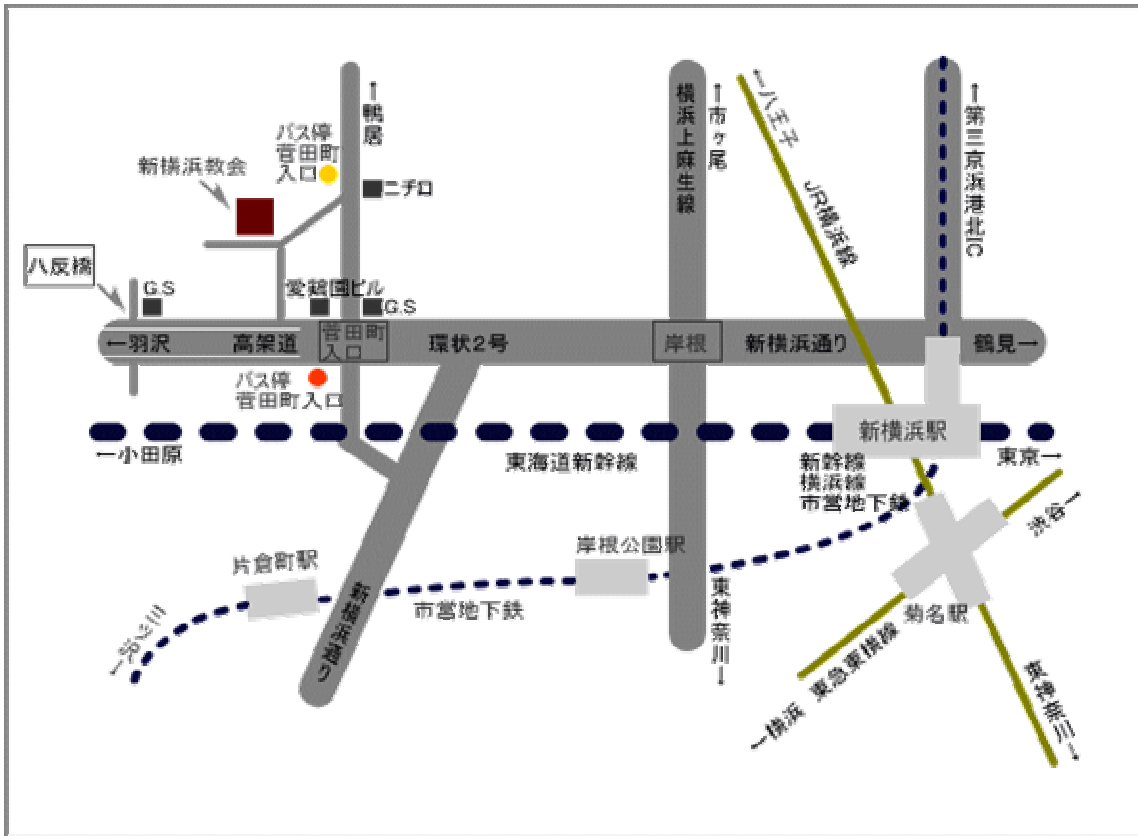 ←鴨居
バス停
菅田町
入口
新横浜教会
ニチロ
八反橋
G.S
愛鶏園ビル
G.S
横浜上麻生線
←市ヶ尾
←八王子
JR横浜線
←第三京浜港北IC
←羽沢
高架道
菅田町
入口
環状2号
岸根
新横浜通り
鶴見→
バス停
菅田町入口
新横浜駅
←小田原
東海道新幹線
新幹線
横浜線
市営地下鉄
東京→
渋谷→
片倉町駅
岸根公園駅
市営地下鉄
三ッ沢→
新横浜通り
東神奈川→
菊名駅
←横浜
東急東横線
東神奈川→